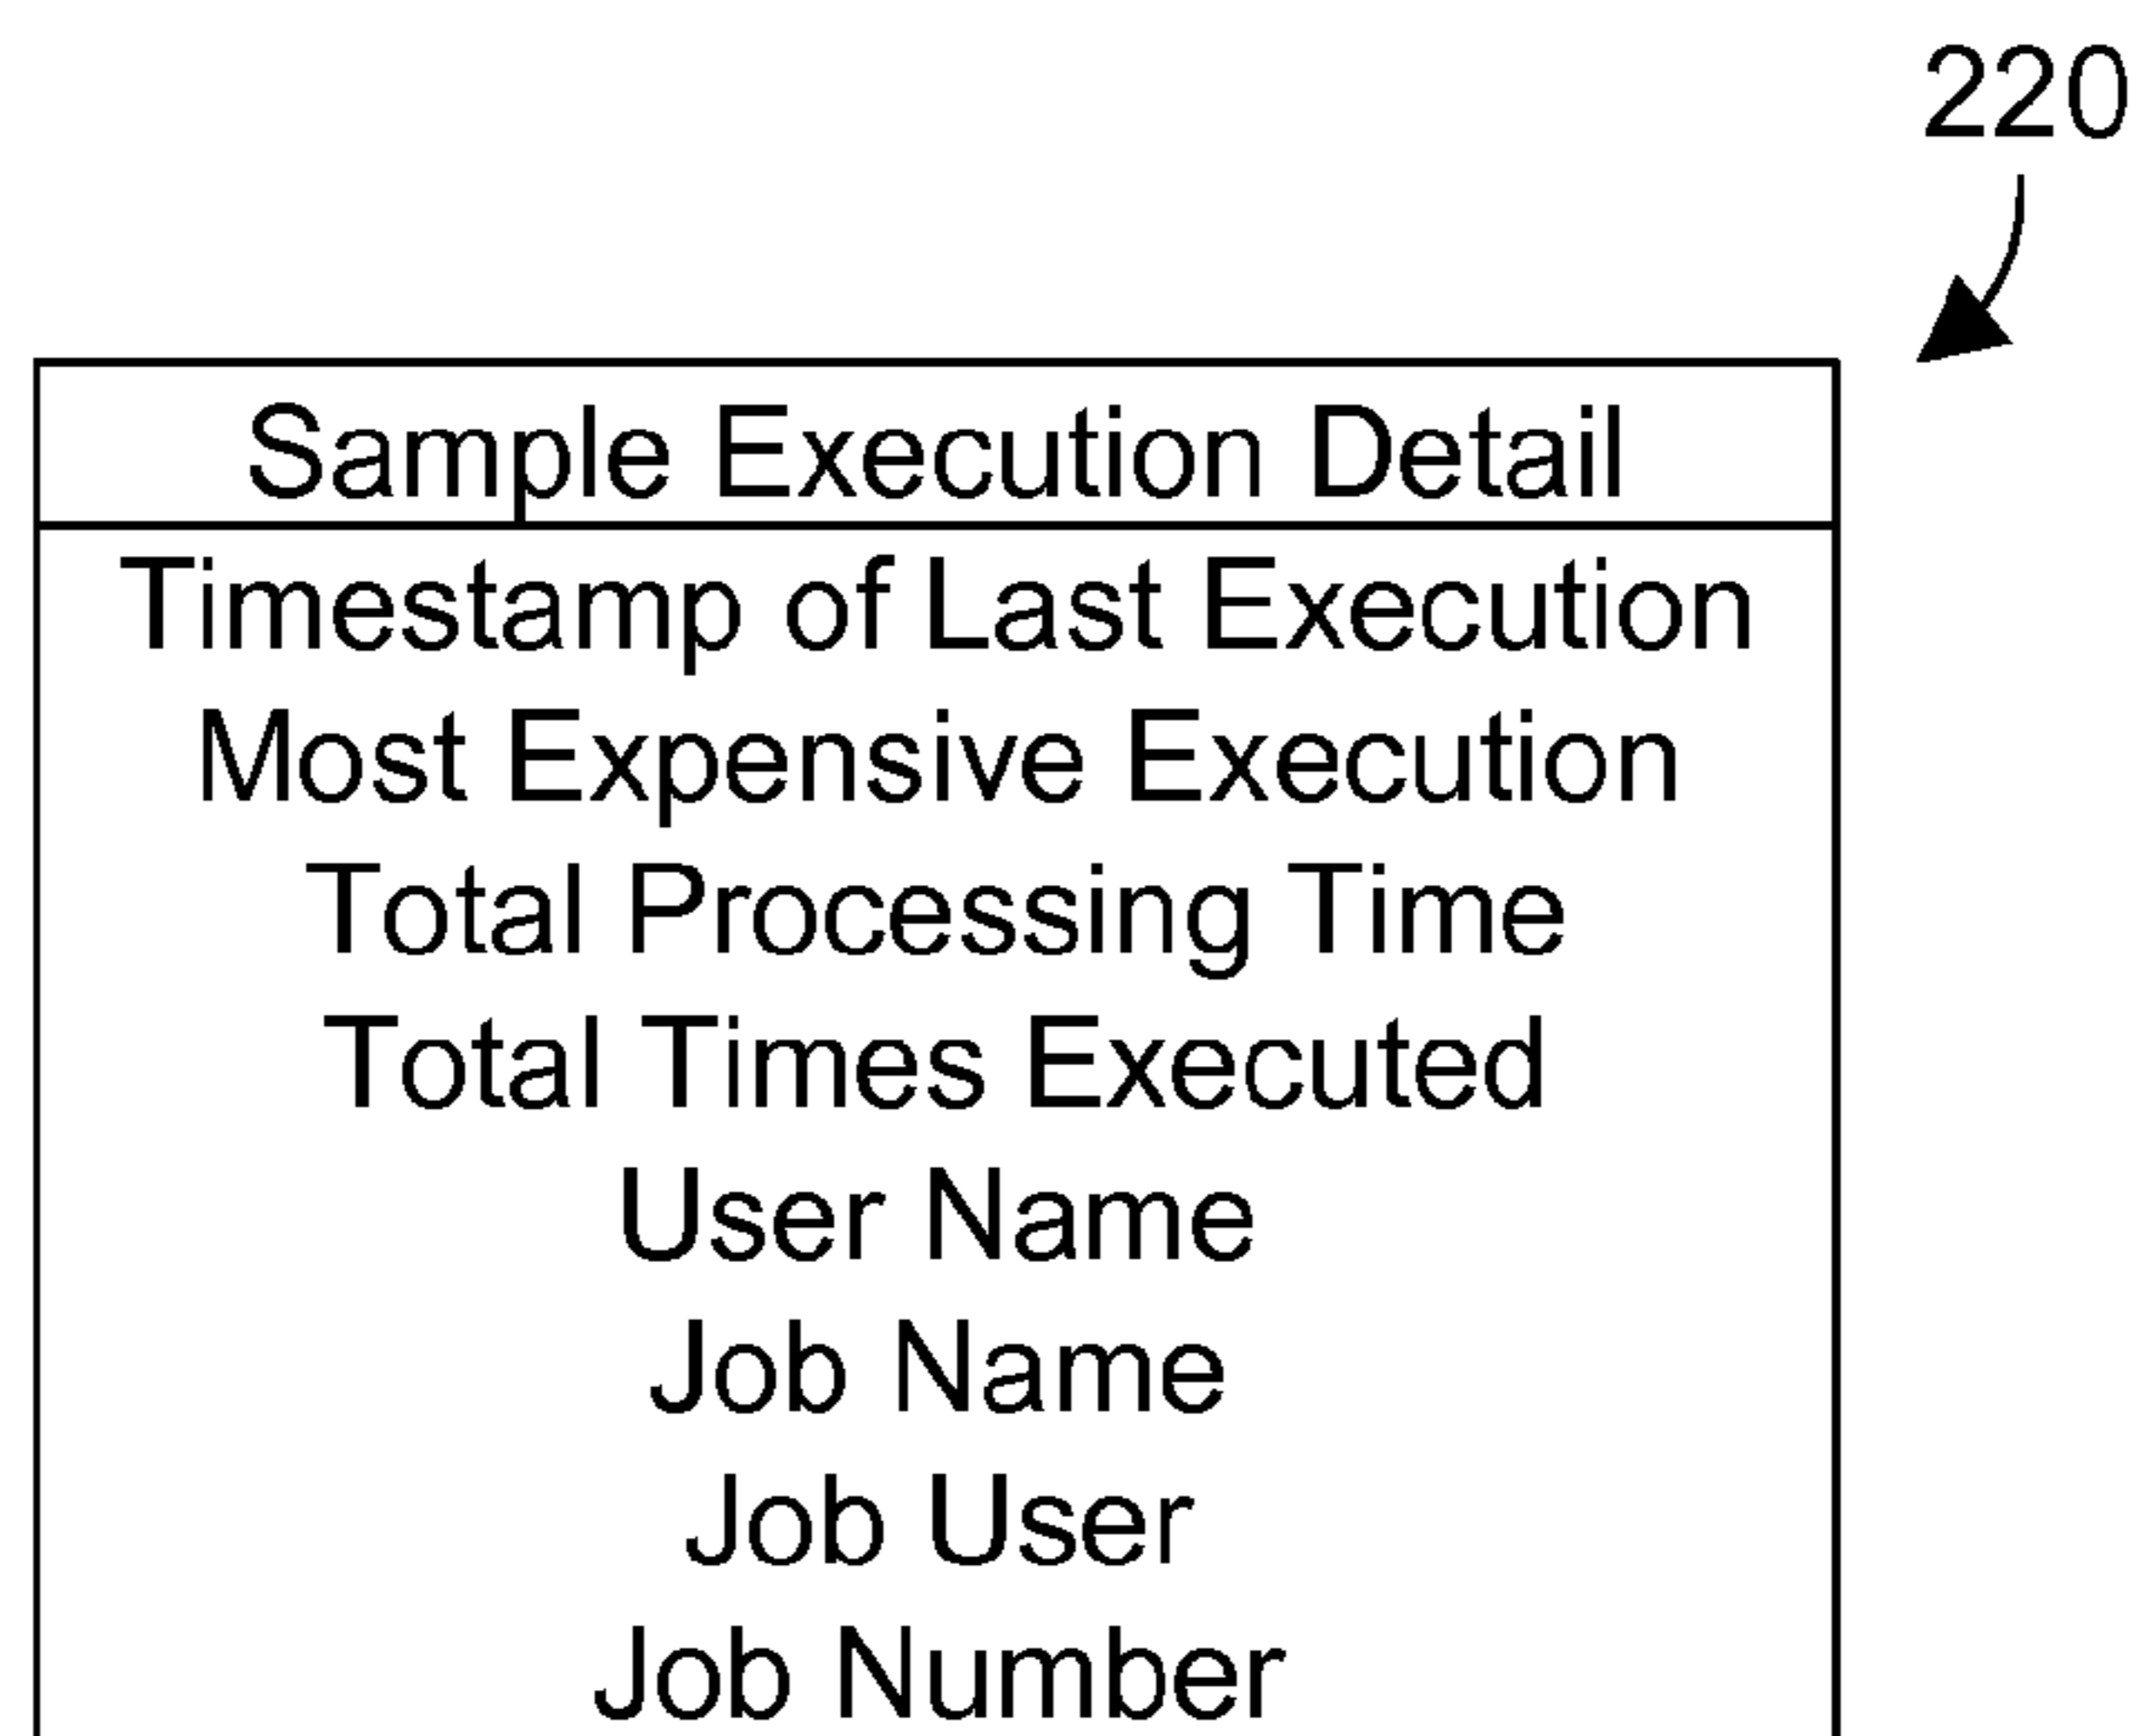 220
Sample Execution Detail
Timestamp of Last Execution
Most Expensive Execution
Total Processing Time
Total Times Executed
User Name
Job Name
Job User
Job Number